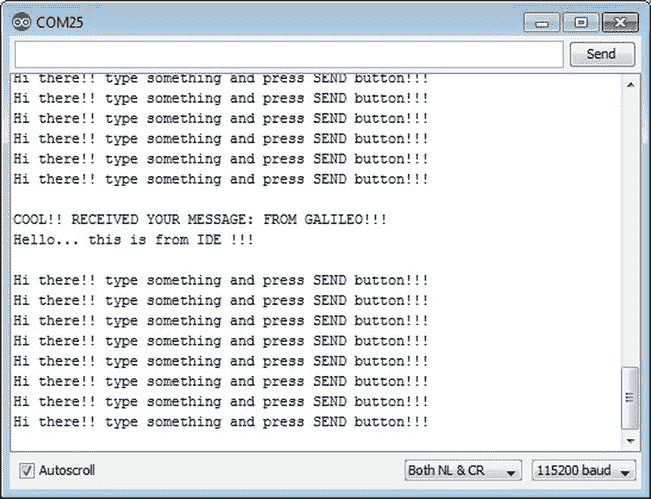 COM25
Send
Hi there!! type something and press SEND button!!!
Hi there!! type something and press SEND button!!!
Hi there!! type something and press SEND button!!!
Hi there!! type something and press SEND button!!!
Hi there!! type something and press SEND button!!!
Hi there!! type something and press SEND button!!!
COOL!! RECEIVED YOUR MESSAGE: FROM GALILEO!!!
Hello... this is from IDE !!!
Hi there!! type something and press SEND button!!!
Hi there!! type something and press SEND button!!!
Hi there!! type something and press SEND button!!!
Hi there!! type something and press SEND button!!!
Hi there!! type something and press SEND button!!!
Hi there!! type something and press SEND button!!!
Hi there!! type something and press SEND button!!!
Hi there!! type something and press SEND button!!!
Autoscroll Both NL & CR 115200 baud